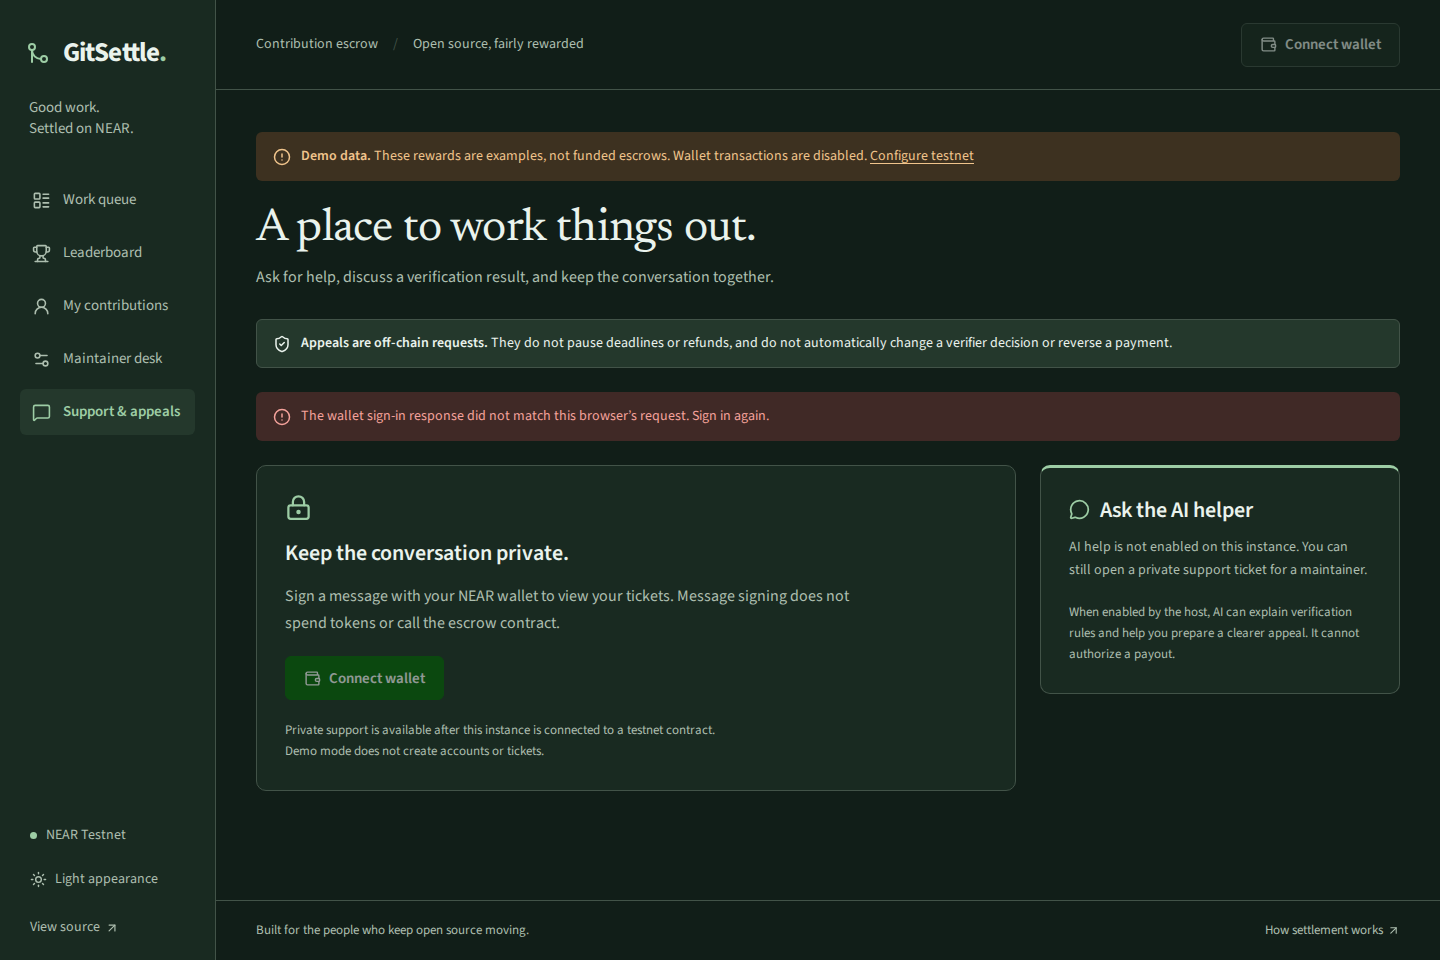 GitSettle.
Good work.
Settled on NEAR.
Work queue
Leaderboard
My contributions
Maintainer desk
Support & appeals
NEAR Testnet
Light appearance
View source
Contribution escrow / Open source, fairly rewarded
Connect wallet
Demo data. These rewards are examples, not funded escrows. Wallet transactions are disabled. Configure testnet
A place to work things out.
Ask for help, discuss a verification result, and keep the conversation together.
Appeals are off-chain requests. They do not pause deadlines or refunds, and do not automatically change a verifier decision or reverse a payment.
The wallet sign-in response did not match this browser's request. Sign in again.
Keep the conversation private.
Sign a message with your NEAR wallet to view your tickets. Message signing does not
spend tokens or call the escrow contract.
Connect wallet
Private support is available after this instance is connected to a testnet contract.
Demo mode does not create accounts or tickets.
Ask the AI helper
AI help is not enabled on this instance. You can
still open a private support ticket for a maintainer.
When enabled by the host, AI can explain verification
rules and help you prepare a clearer appeal. It cannot
authorize a payout.
Built for the people who keep open source moving.
How settlement works